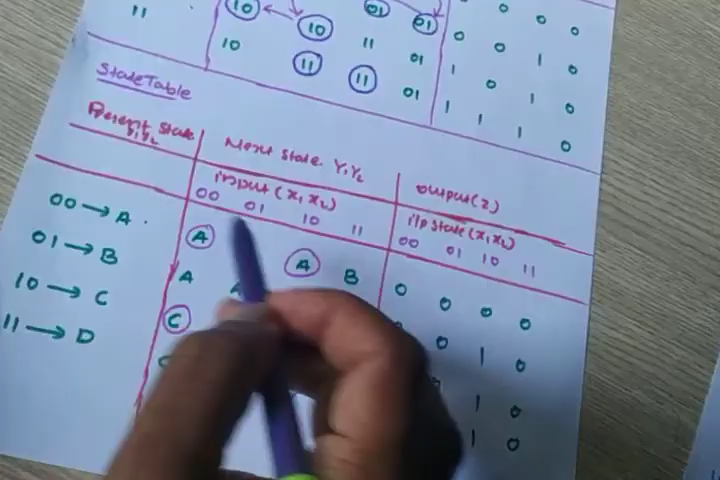 11 10 10 01 01 0 0 0 0
10 11 11 11 01 0 0 1 0
01 1 0 1 0
1 1 1 0
State Table
Present State Next State Y₁Y₂ output(z)
Y₁Y₂ input (x₁x₂) i/p state (x₁x₂)
00 01 10 11 00 01 10 11
00 → A A A B 0 0 0 0
01 → B A 0 1 0
10 → C C 1 0
11 → D 1 0